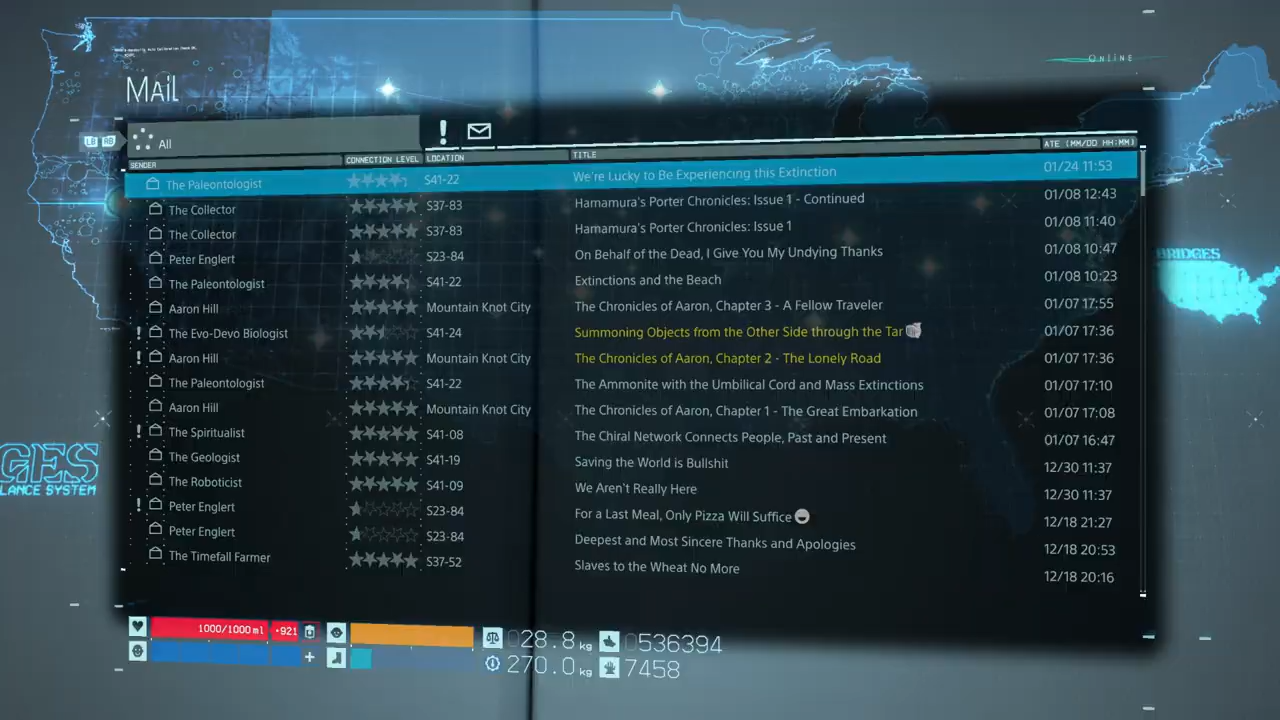 OnlinE
MAiL
LB RB
All
SENDER CONNECTION LEVEL LOCATION TITLE ATE (MM/DD HH:MM)
The Paleontologist S41-22 We're Lucky to Be Experiencing this Extinction 01/24 11:53
The Collector S37-83 Hamamura's Porter Chronicles: Issue 1 - Continued 01/08 12:43
The Collector S37-83 Hamamura's Porter Chronicles: Issue 1 01/08 11:40
Peter Englert S23-84 On Behalf of the Dead, I Give You My Undying Thanks 01/08 10:47
The Paleontologist S41-22 Extinctions and the Beach 01/08 10:23
Aaron Hill Mountain Knot City The Chronicles of Aaron, Chapter 3 - A Fellow Traveler 01/07 17:55
! The Evo-Devo Biologist S41-24 Summoning Objects from the Other Side through the Tar 01/07 17:36
! Aaron Hill Mountain Knot City The Chronicles of Aaron, Chapter 2 - The Lonely Road 01/07 17:36
The Paleontologist S41-22 The Ammonite with the Umbilical Cord and Mass Extinctions 01/07 17:10
Aaron Hill Mountain Knot City The Chronicles of Aaron, Chapter 1 - The Great Embarkation 01/07 17:08
! The Spiritualist S41-08 The Chiral Network Connects People, Past and Present 01/07 16:47
The Geologist S41-19 Saving the World is Bullshit 12/30 11:37
The Roboticist S41-09 We Aren't Really Here 12/30 11:37
! Peter Englert S23-84 For a Last Meal, Only Pizza Will Suffice 12/18 21:27
Peter Englert S23-84 Deepest and Most Sincere Thanks and Apologies 12/18 20:53
The Timefall Farmer S37-52 Slaves to the Wheat No More 12/18 20:16
BRIDGES
GES
LANCE SYSTEM
1000/1000 ml +921 028.8 kg 0536394
270.0 kg 7458